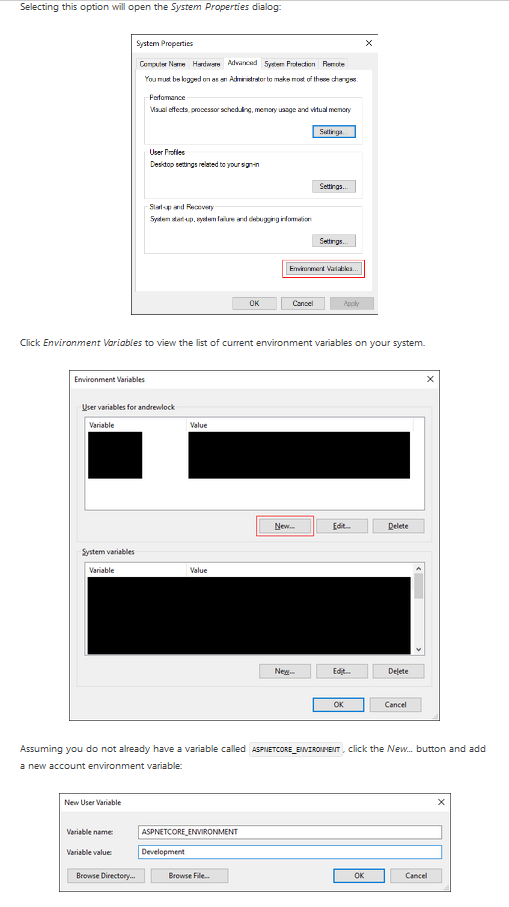 Selecting this option will open the System Properties dialog:
System Properties
Computer Name Hardware Advanced System Protection Remote
You must be logged on as an Administrator to make most of these changes.
Performance
Visual effects, processor scheduling, memory usage and virtual memory
Settings...
User Profiles
Desktop settings related to your sign-in
Settings...
Start-up and Recovery
System start-up, system failure and debugging information
Settings...
Environment Variables...
OK Cancel Apply
Click Environment Variables to view the list of current environment variables on your system.
Environment Variables
User variables for andrewlock
Variable Value
New... Edit... Delete
System variables
Variable Value
New... Edit... Delete
OK Cancel
Assuming you do not already have a variable called ASPNETCORE_ENVIRONMENT, click the New... button and add
a new account environment variable:
New User Variable
Variable name: ASPNETCORE_ENVIRONMENT
Variable value: Development
Browse Directory... Browse File... OK Cancel